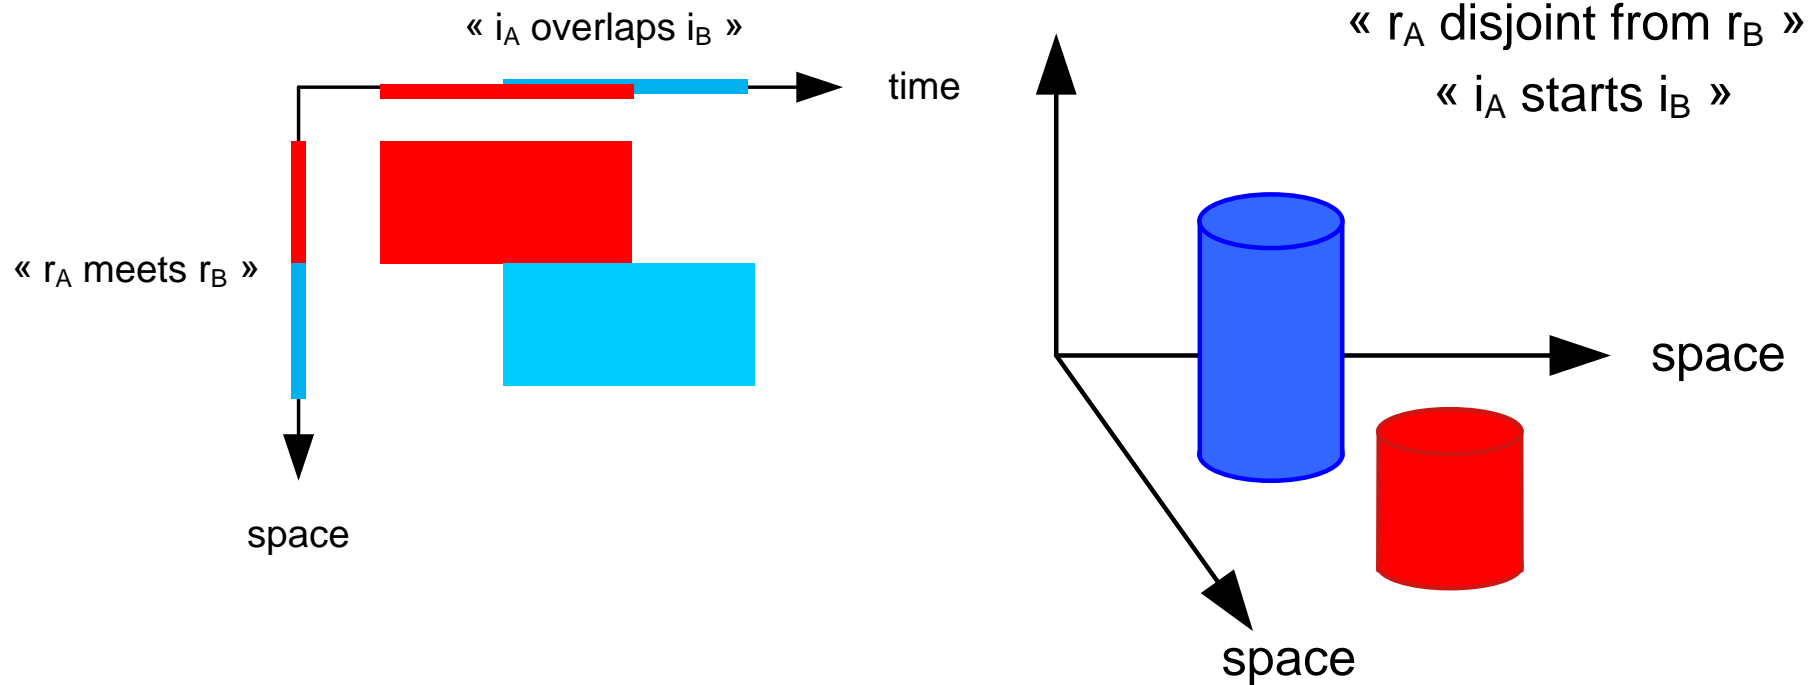 « iA overlaps iB »
time
« rA meets rB »
space
« rA disjoint from rB »
« iA starts iB »
space
space